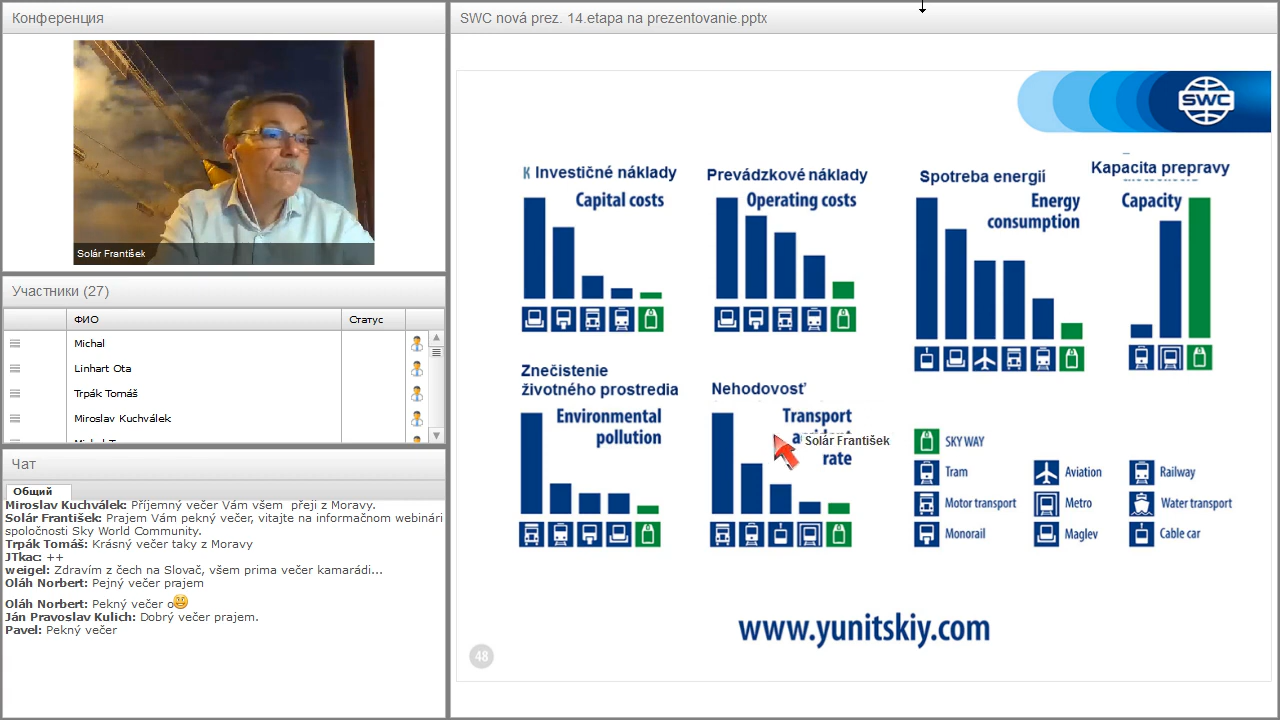 Конференция
Solár František
Участники (27)
ФИО
Статус
Michal
Linhart Ota
Trpák Tomáš
Miroslav Kuchválek
Чат
Общий
Miroslav Kuchválek: Příjemný večer Vám všem přeji z Moravy.
Solár František: Prajem Vám pekný večer, vitajte na informačnom webinári
spoločnosti Sky World Community.
Trpák Tomáš: Krásný večer taky z Moravy
JTkac: ++
weigel: Zdravím z čech na Slovač, všem prima večer kamarádi...
Oláh Norbert: Pejný večer prajem
Oláh Norbert: Pekný večer o
Ján Pravoslav Kulich: Dobrý večer prajem.
Pavel: Pekný večer
SWC nová prez. 14.etapa na prezentovanie.pptx
SWC
K Investičné náklady
Capital costs
Prevádzkové náklady
Operating costs
Spotreba energií
Energy
consumption
Kapacita prepravy
Capacity
Znečistenie
životného prostredia
Environmental
pollution
Nehodovosť
Transport
accident
rate
Solár František
SKY WAY
Tram
Aviation
Railway
Motor transport
Metro
Water transport
Monorail
Maglev
Cable car
www.yunitskiy.com
48